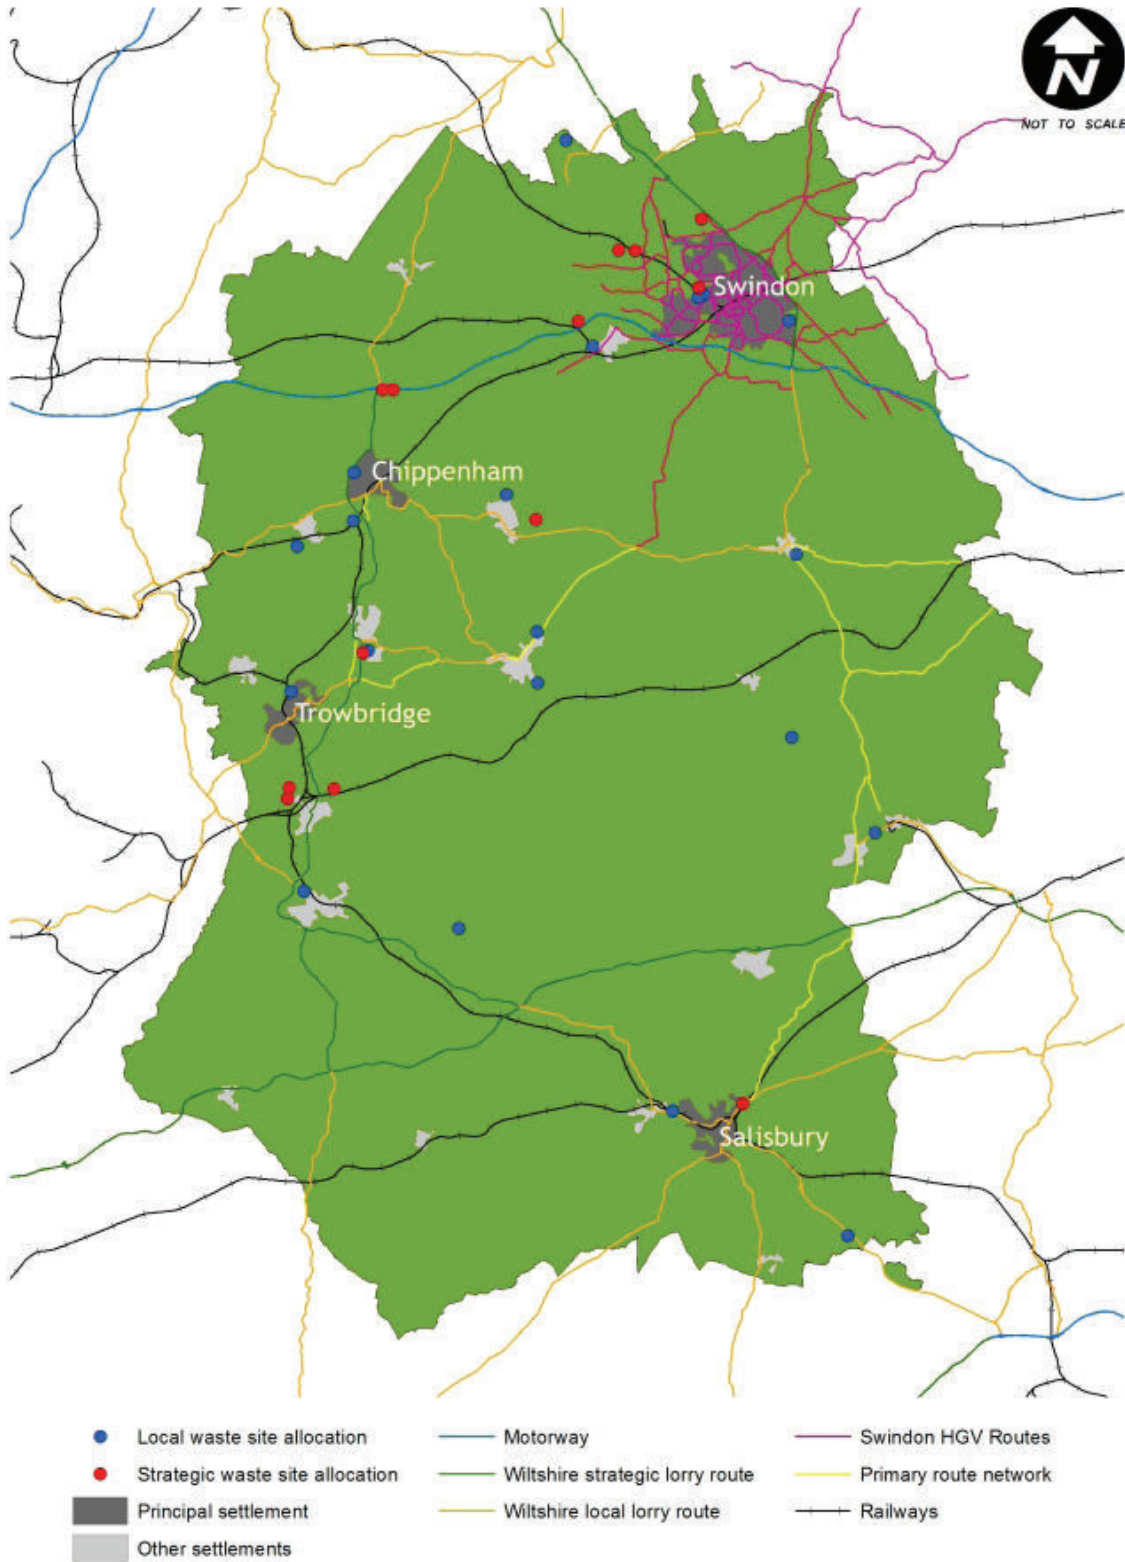 N
NOT TO SCALE
Swindon
Chippenham
Trowbridge
Salisbury
Local waste site allocation
Motorway
Swindon HGV Routes
Strategic waste site allocation
Wiltshire strategic lorry route
Primary route network
Principal settlement
Wiltshire local lorry route
Railways
Other settlements